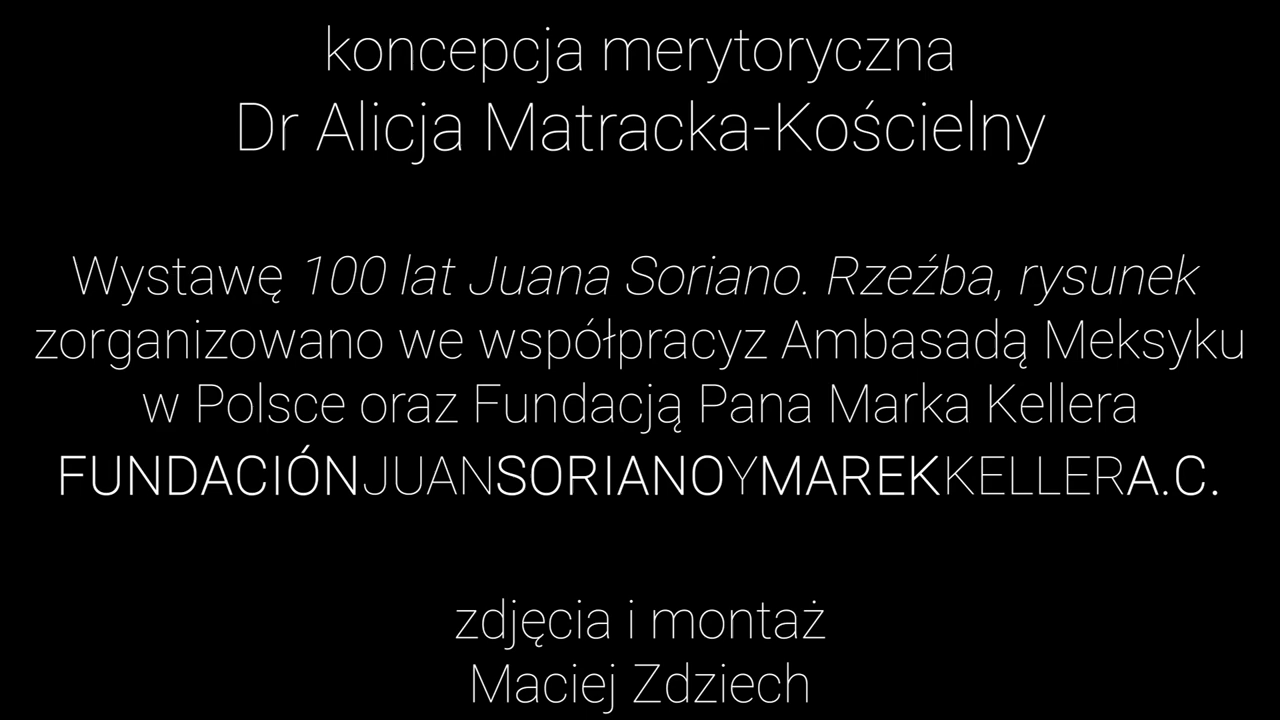 koncepcja merytoryczna
Dr Alicja Matracka-Kościelny
Wystawę 100 lat Juana Soriano. Rzeźba, rysunek
zorganizowano we współpracyz Ambasadą Meksyku
w Polsce oraz Fundacją Pana Marka Kellera
FUNDACIÓNJUANSORIANOYMAREKKELLERA.C.
zdjęcia i montaż
Maciej Zdziech